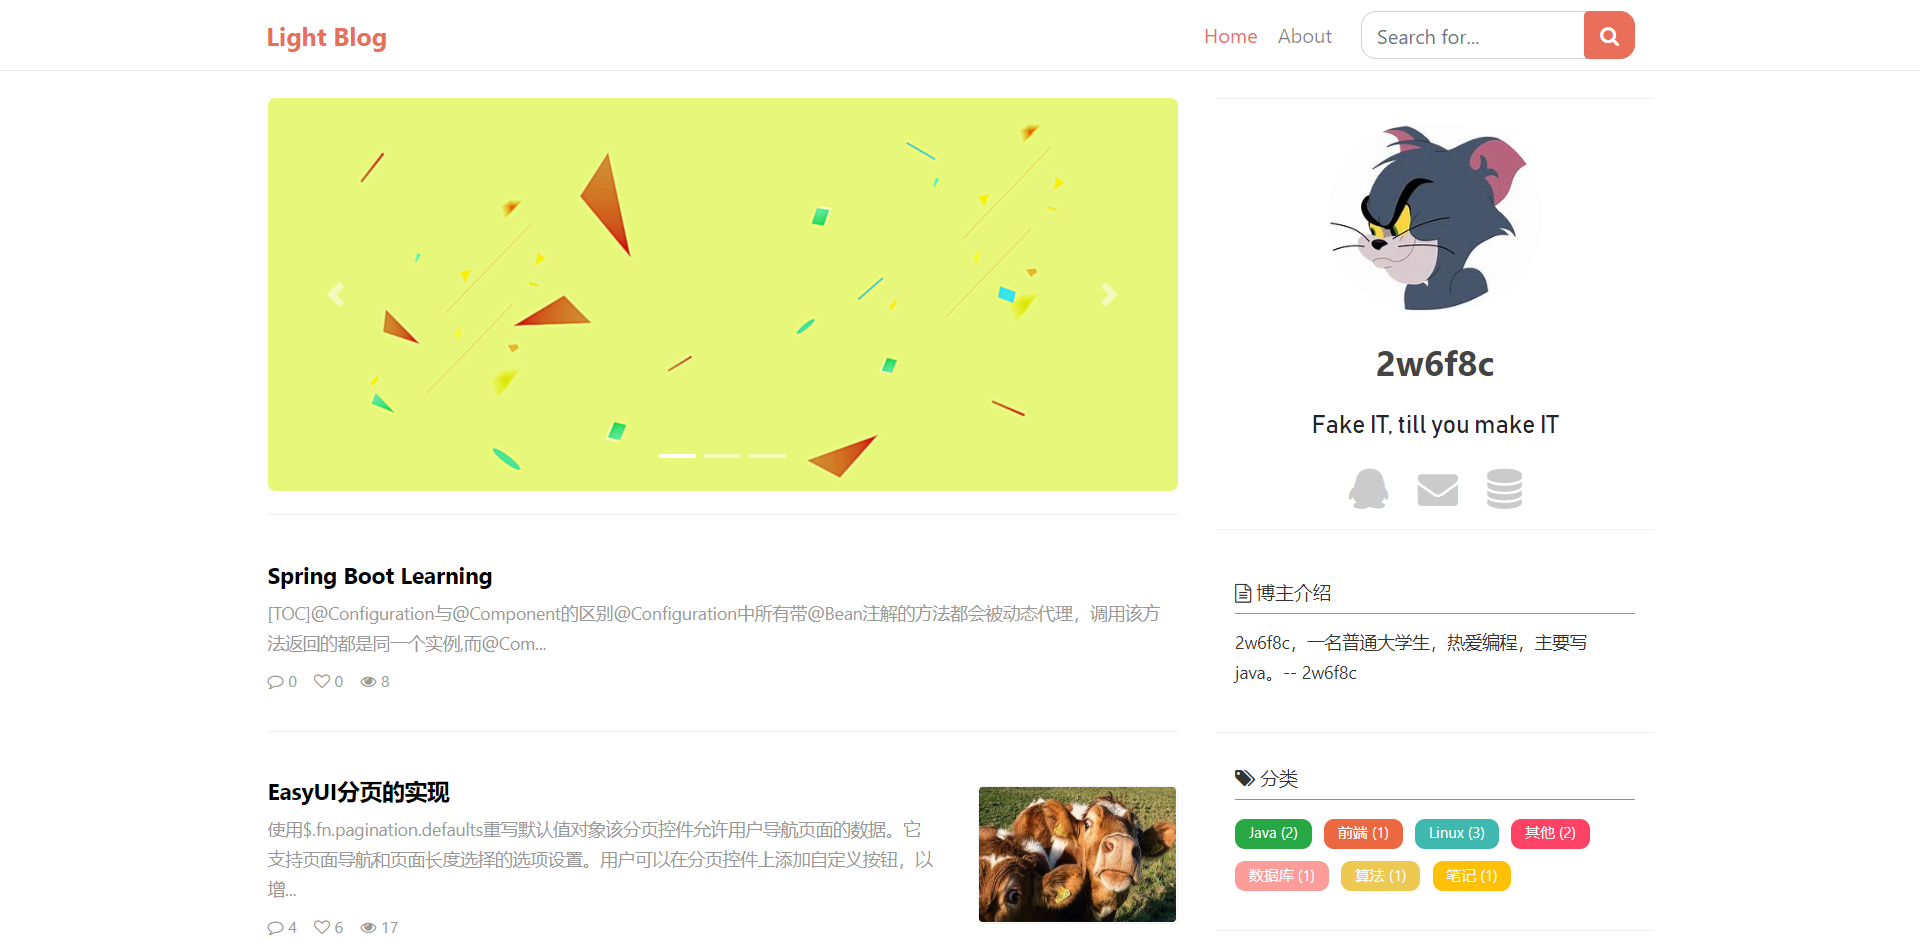 Light Blog
Home
About
Search for...
Spring Boot Learning
[TOC]@Configuration与@Component的区别@Configuration中所有带@Bean注解的方法都会被动态代理，调用该方
法返回的都是同一个实例,而@Com...
0 0 8
EasyUI分页的实现
使用$.fn.pagination.defaults重写默认值对象该分页控件允许用户导航页面的数据。它
支持页面导航和页面长度选择的选项设置。用户可以在分页控件上添加自定义按钮，以
增...
4 6 17
2w6f8c
Fake IT, till you make IT
博主介绍
2w6f8c，一名普通大学生，热爱编程，主要写
java。-- 2w6f8c
分类
Java (2) 前端 (1) Linux (3) 其他 (2)
数据库 (1) 算法 (1) 笔记 (1)